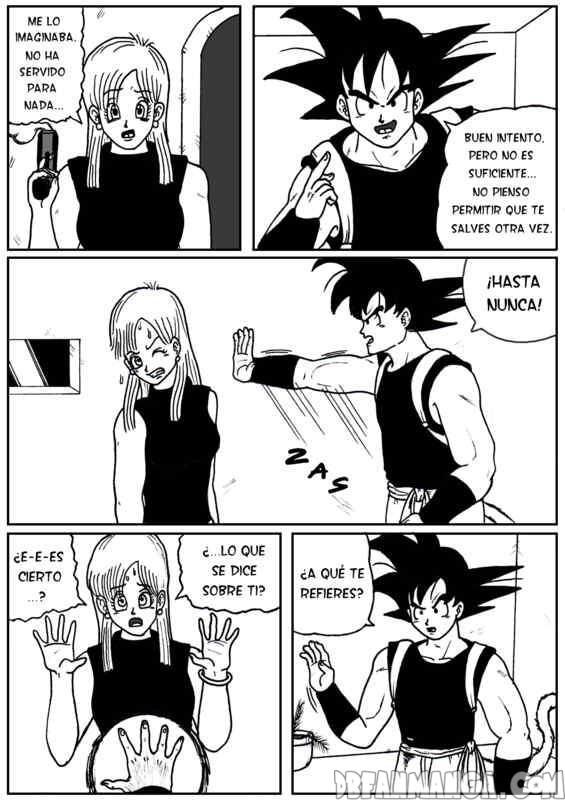 ME LO
IMAGINABA.
NO HA
SERVIDO
PARA
NADA...
BUEN INTENTO,
PERO NO ES
SUFICIENTE...
NO PIENSO
PERMITIR QUE TE
SALVES OTRA VEZ.
¡HASTA
NUNCA!
ZAS
¿E-E-ES
CIERTO
...?
¿...LO QUE
SE DICE
SOBRE TI?
¿A QUÉ TE
REFIERES?
DBFANMANGA.COM